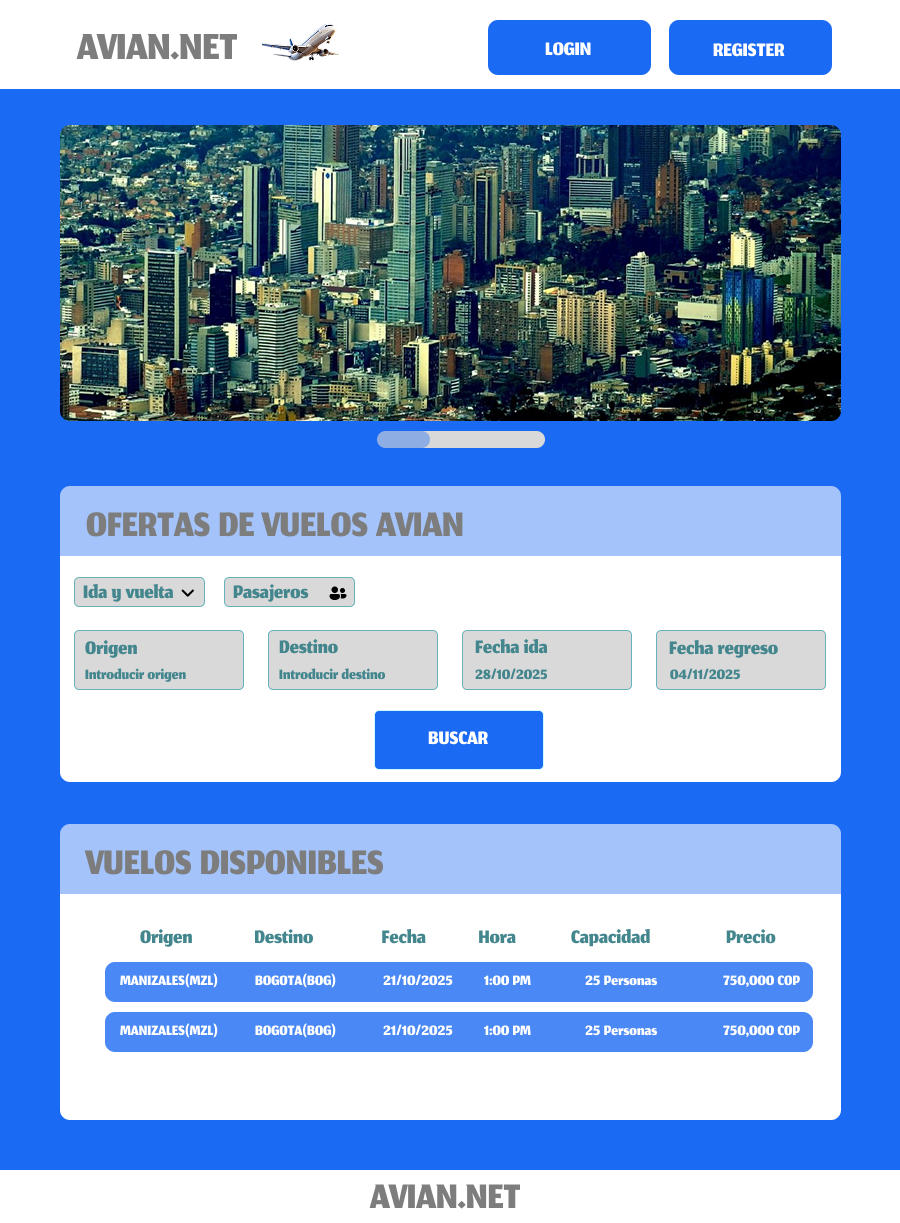 AVIAN.NET
LOGIN
REGISTER
OFERTAS DE VUELOS AVIAN
Ida y vuelta
Pasajeros
Origen
Introducir origen
Destino
Introducir destino
Fecha ida
28/10/2025
Fecha regreso
04/11/2025
BUSCAR
VUELOS DISPONIBLES
Origen Destino Fecha Hora Capacidad Precio
MANIZALES(MZL) BOGOTA(BOG) 21/10/2025 1:00 PM 25 Personas 750,000 COP
MANIZALES(MZL) BOGOTA(BOG) 21/10/2025 1:00 PM 25 Personas 750,000 COP
AVIAN.NET